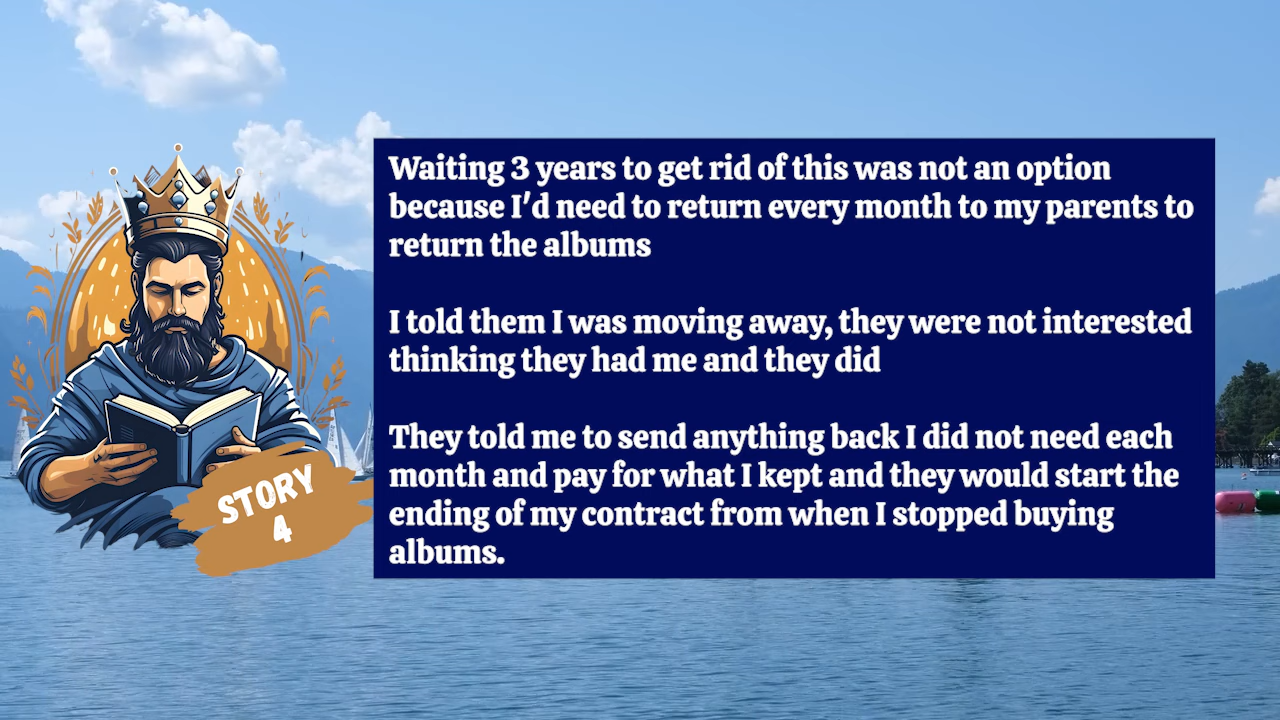 Waiting 3 years to get rid of this was not an option
because I'd need to return every month to my parents to
return the albums
I told them I was moving away, they were not interested
thinking they had me and they did
They told me to send anything back I did not need each
month and pay for what I kept and they would start the
ending of my contract from when I stopped buying
albums.
STORY
4